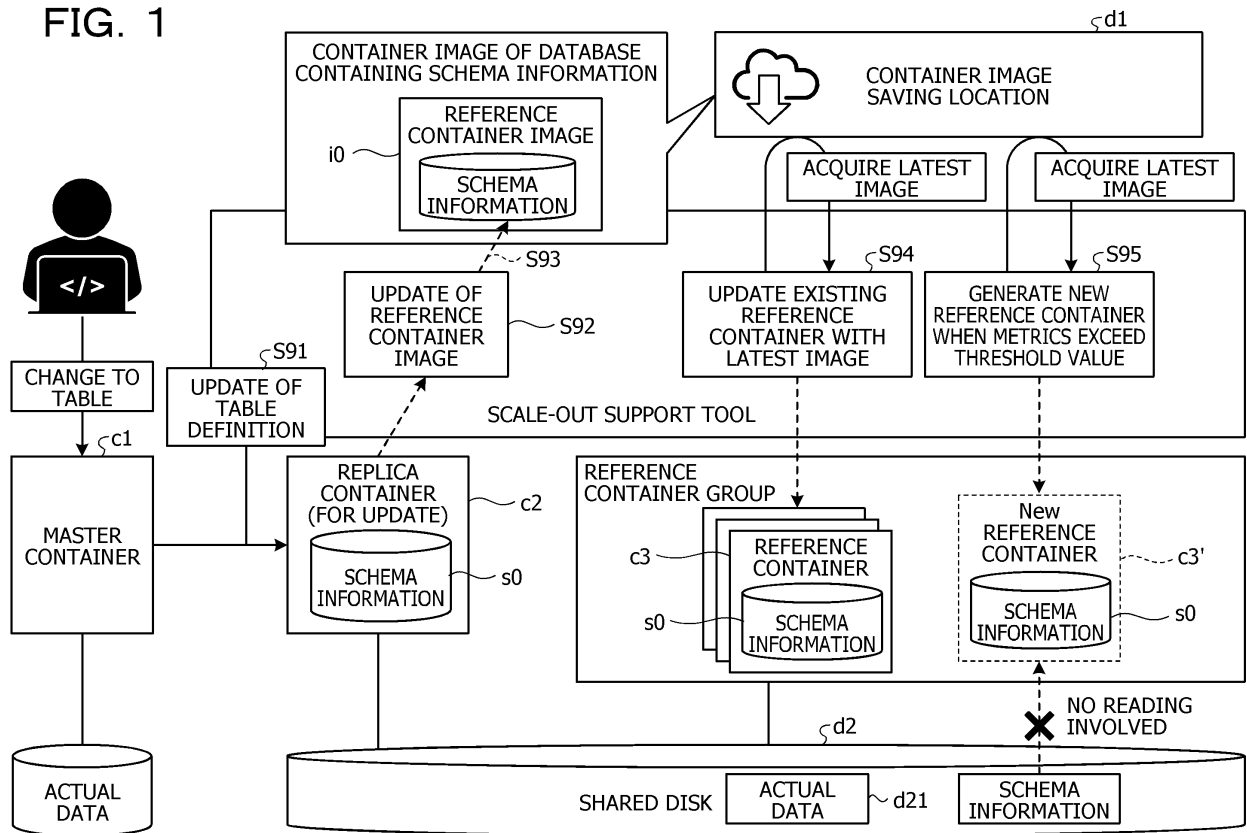 FIG. 1
d1
CONTAINER IMAGE OF DATABASE
CONTAINING SCHEMA INFORMATION
CONTAINER IMAGE
SAVING LOCATION
REFERENCE
CONTAINER IMAGE
i0
SCHEMA
INFORMATION
ACQUIRE LATEST
IMAGE
ACQUIRE LATEST
IMAGE
</>
S93
UPDATE OF
REFERENCE
CONTAINER
IMAGE
S92
S94
UPDATE EXISTING
REFERENCE
CONTAINER WITH
LATEST IMAGE
S95
GENERATE NEW
REFERENCE CONTAINER
WHEN METRICS EXCEED
THRESHOLD VALUE
CHANGE TO
TABLE
S91
UPDATE OF
TABLE
DEFINITION
SCALE-OUT SUPPORT TOOL
c1
MASTER
CONTAINER
REPLICA
CONTAINER
(FOR UPDATE)
c2
SCHEMA
INFORMATION
s0
REFERENCE
CONTAINER GROUP
c3
REFERENCE
CONTAINER
s0
SCHEMA
INFORMATION
New
REFERENCE
CONTAINER
c3'
SCHEMA
INFORMATION
s0
NO READING
INVOLVED
d2
ACTUAL
DATA
SHARED DISK
ACTUAL
DATA
d21
SCHEMA
INFORMATION